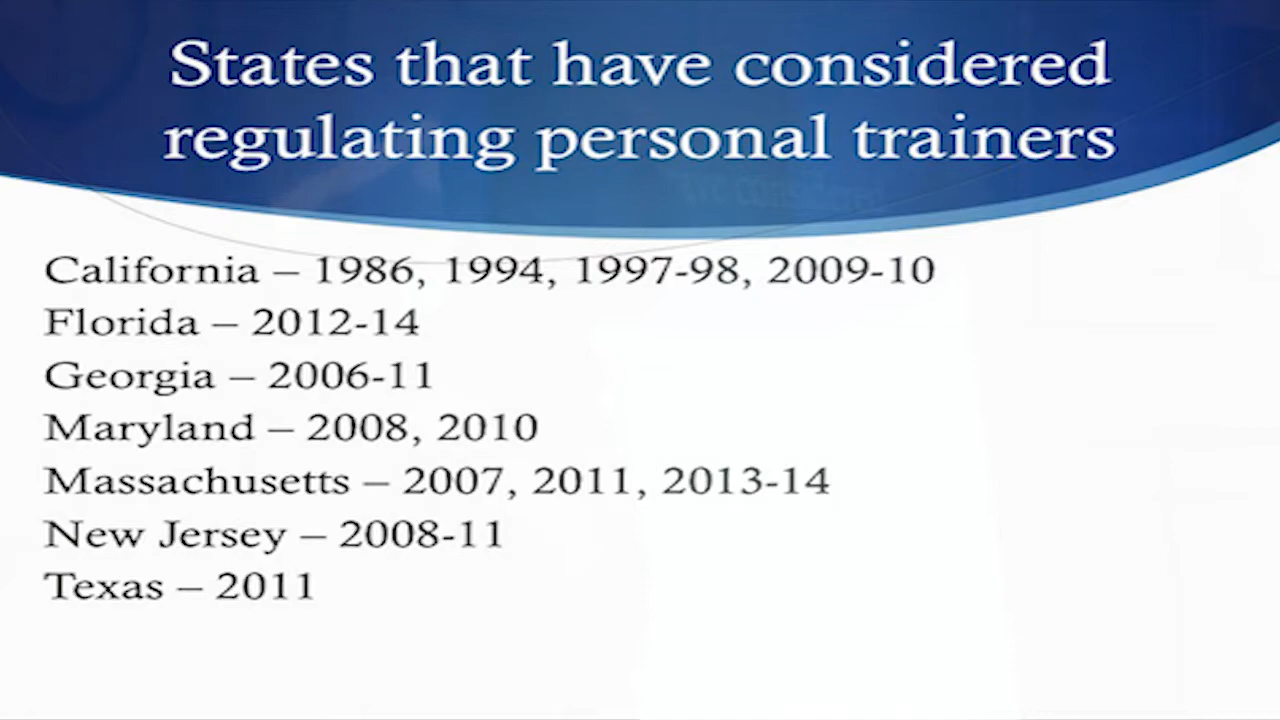 States that have considered
regulating personal trainers
California – 1986, 1994, 1997-98, 2009-10
Florida – 2012-14
Georgia – 2006-11
Maryland – 2008, 2010
Massachusetts – 2007, 2011, 2013-14
New Jersey – 2008-11
Texas – 2011